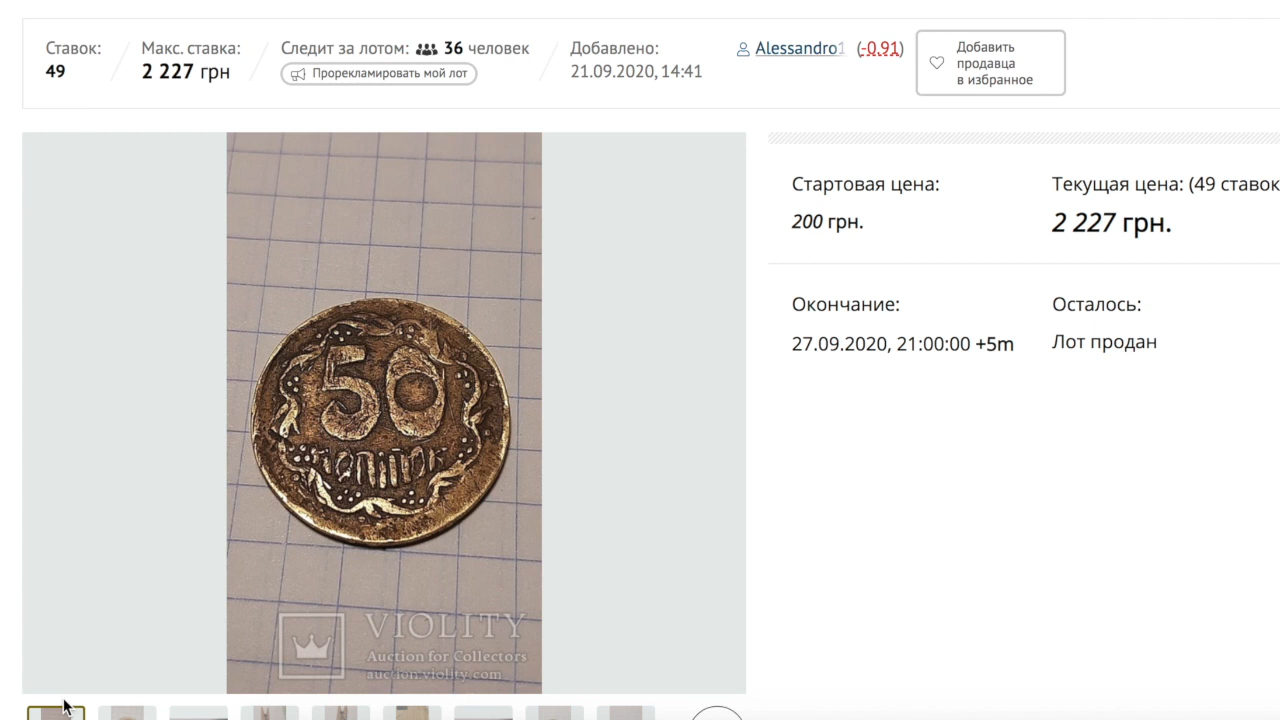 Ставок:
49
Макс. ставка:
2 227 грн
Следит за лотом: 36 человек
Прорекламировать мой лот
Добавлено:
21.09.2020, 14:41
Alessandro1 (-0.91)
Добавить
продавца
в избранное
Стартовая цена:
200 грн.
Текущая цена: (49 ставок
2 227 грн.
Окончание:
27.09.2020, 21:00:00 +5m
Осталось:
Лот продан
50
копійок
VIOLITY
Auction for Collectors
auction.violity.com